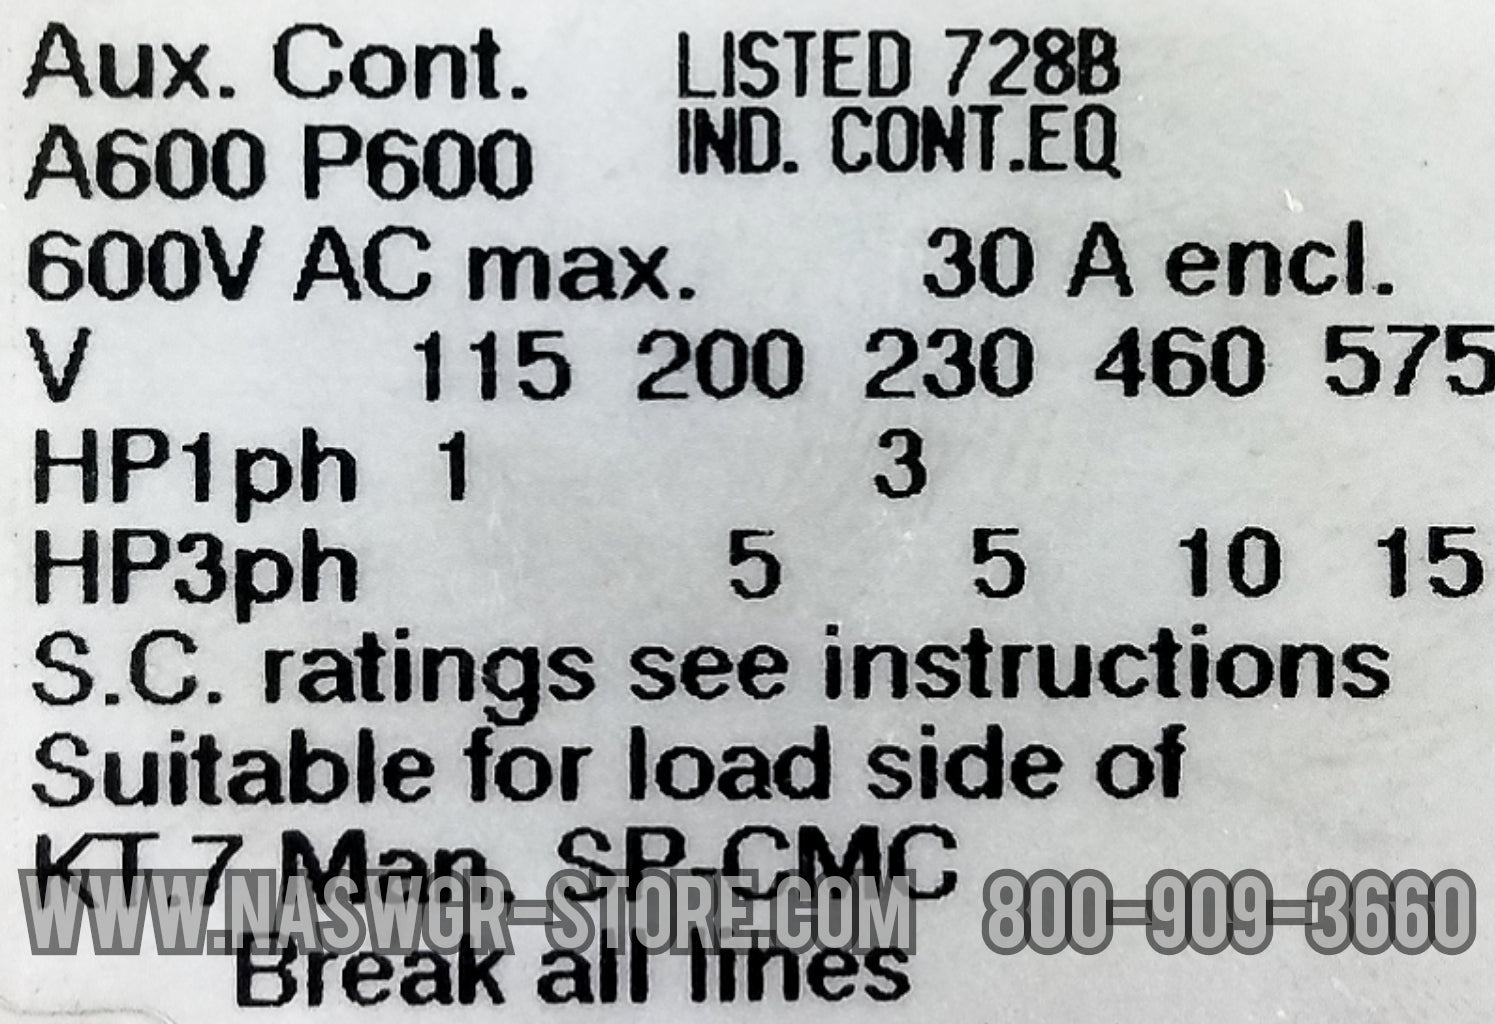 Aux. Cont. LISTED 728B
A600 P600 IND. CONT.EQ
600V AC max. 30 A encl.
V 115 200 230 460 575
HP1ph 1 3
HP3ph 5 5 10 15
S.C. ratings see instructions
Suitable for load side of
KT.7 Man. SP-CMC
WWW.NASWGR-STORE.COM 800-909-3660
Break all lines